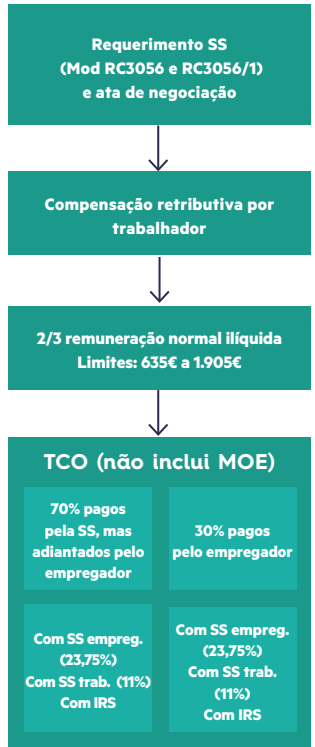 Requerimento SS
(Mod RC3056 e RC3056/1)
e ata de negociação
Compensação retributiva por
trabalhador
2/3 remuneração normal ilíquida
Limites: 635€ a 1.905€
TCO (não inclui MOE)
70% pagos
pela SS, mas
adiantados pelo
empregador
30% pagos
pelo empregador
Com SS empreg.
(23,75%)
Com SS trab. (11%)
Com IRS
Com SS empreg.
(23,75%)
Com SS trab.
(11%)
Com IRS